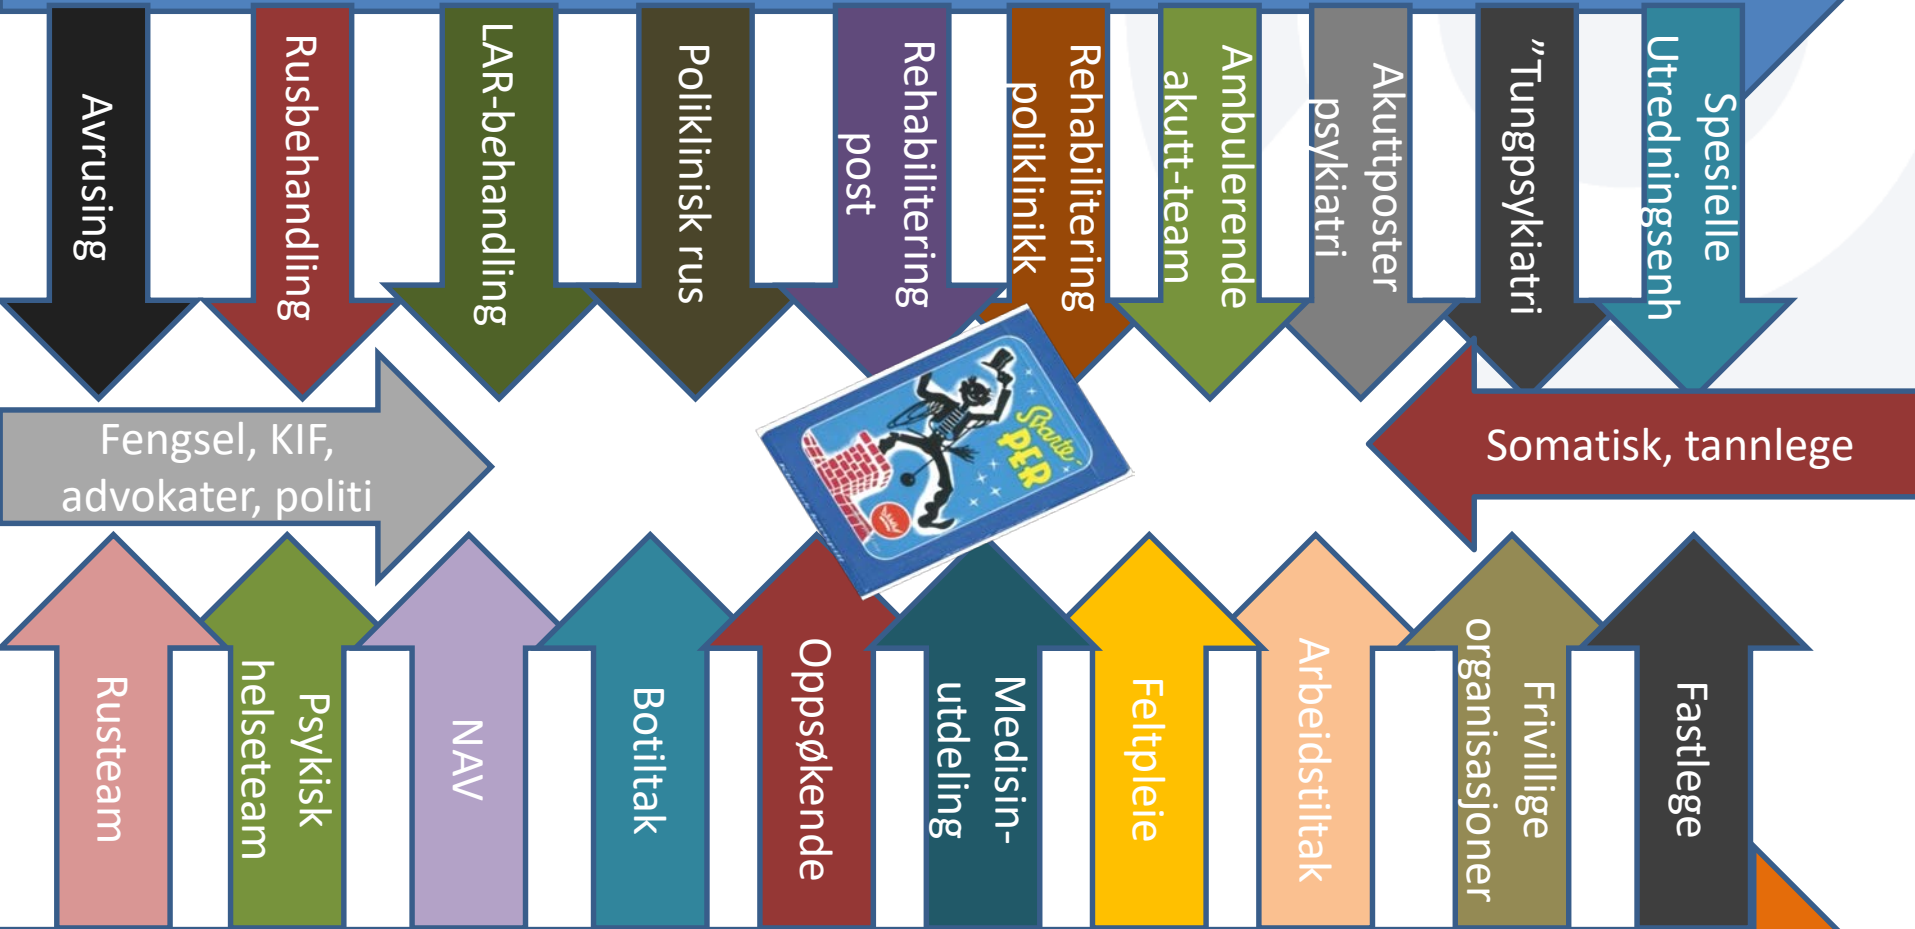 Avrusing
Rusbehandling
LAR-behandling
Poliklinisk rus
Rehabilitering
post
Rehabilitering
poliklinikk
Ambulerende
akutt-team
Akuttposter
psykiatri
”Tungpsykiatri
Spesielle
Utredningsenh
Fengsel, KIF,
advokater, politi
Svarte-
PER
Somatisk, tannlege
Rusteam
Psykisk
helseteam
NAV
Botiltak
Oppsøkende
Medisin-
utdeling
Feltpleie
Arbeidstiltak
Frivillige
organisasjoner
Fastlege